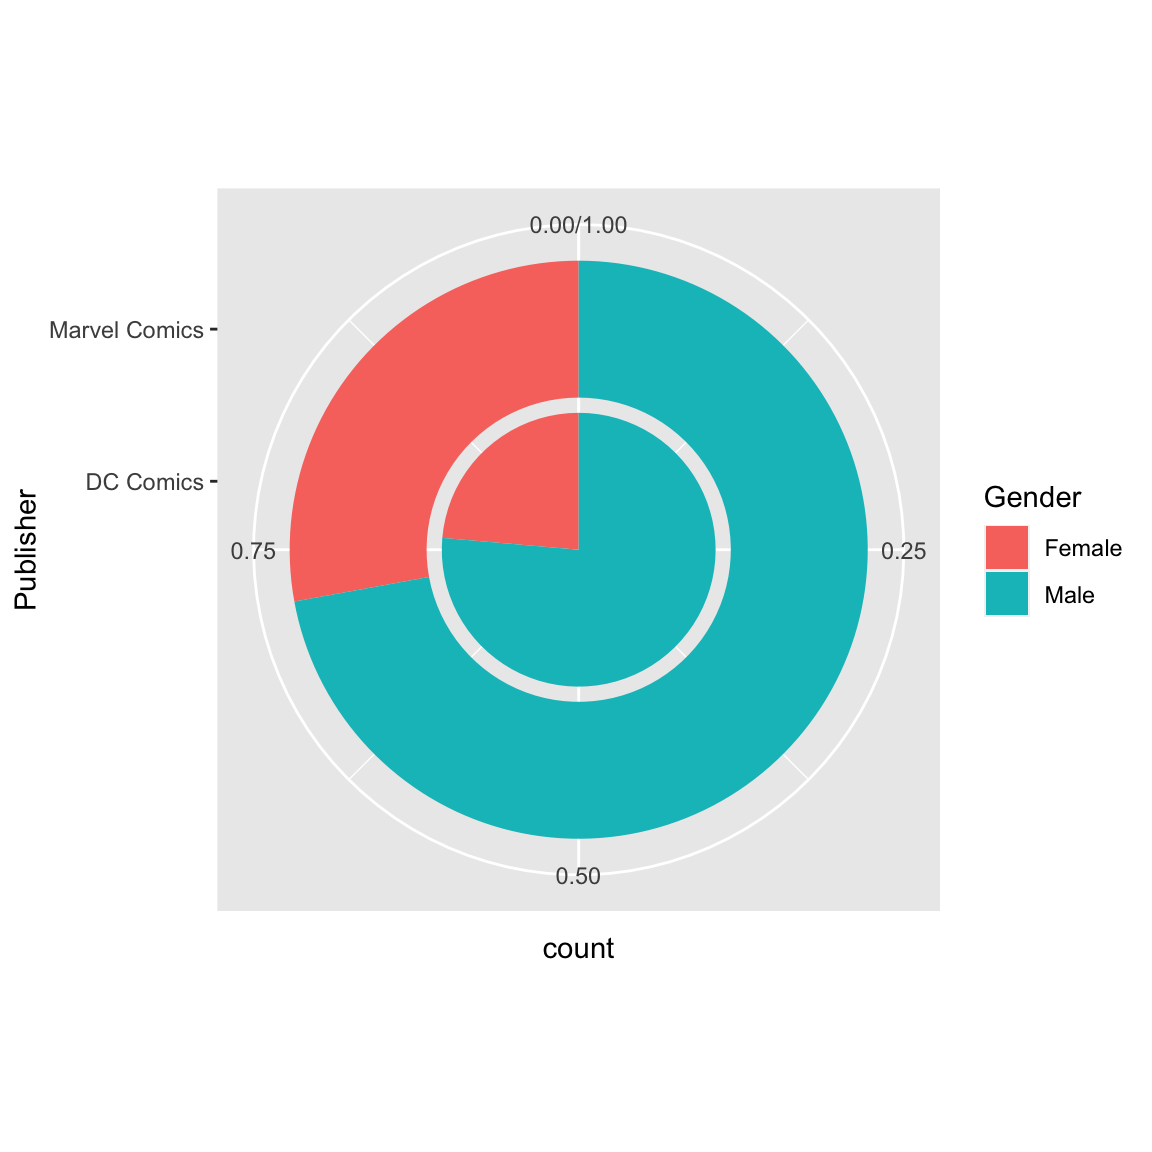 0.00/1.00
Marvel Comics
DC Comics
0.75
0.25
0.50
Publisher
count
Gender
Female
Male